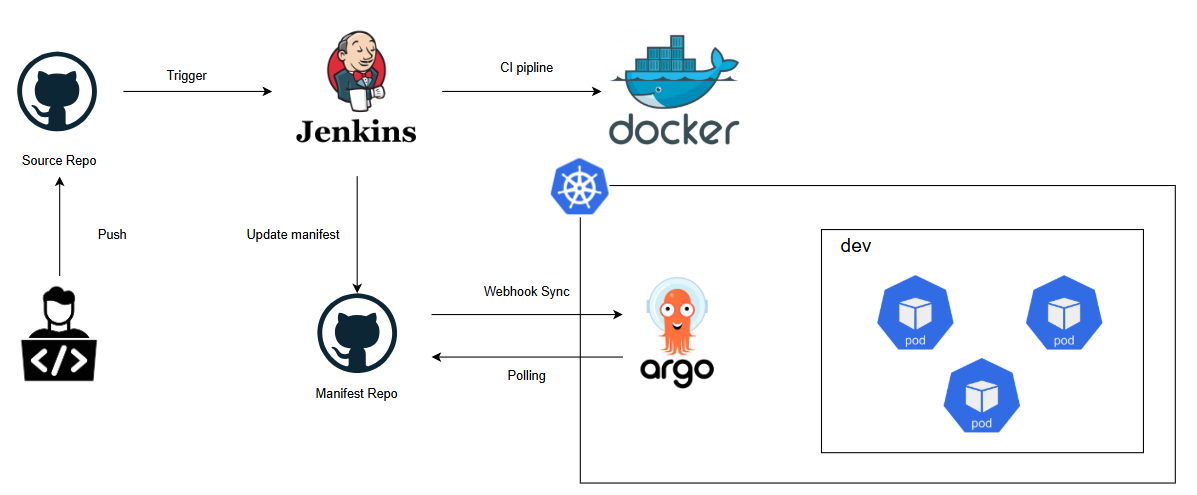 Trigger
CI pipline
Jenkins
docker
Source Repo
Push
Update manifest
dev
Webhook Sync
pod
pod
argo
Polling
Manifest Repo
pod